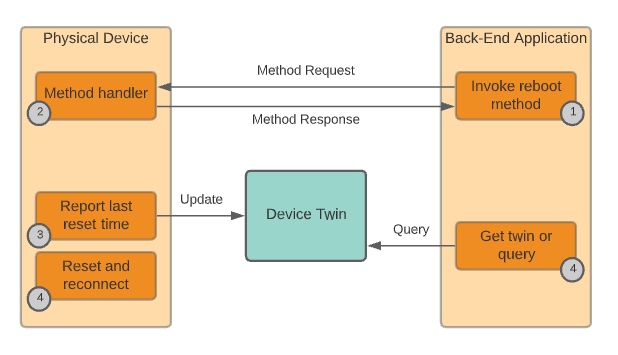 Physical Device
Back-End Application
Method Request
Method handler
2
Invoke reboot
method
1
Method Response
Report last
reset time
3
Update
Device Twin
Query
Get twin or
query
4
Reset and
reconnect
4